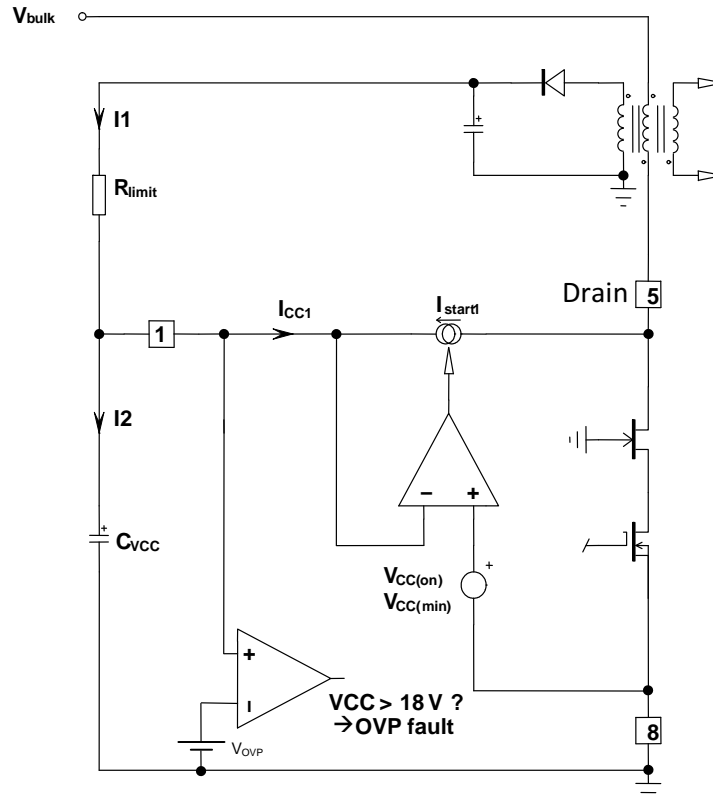 Vbulk
I1
Rlimit
Drain
5
1
ICC1
Istart1
I2
CVCC
VCC(on)
VCC(min)
VCC > 18 V ?
→OVP fault
VOVP
8